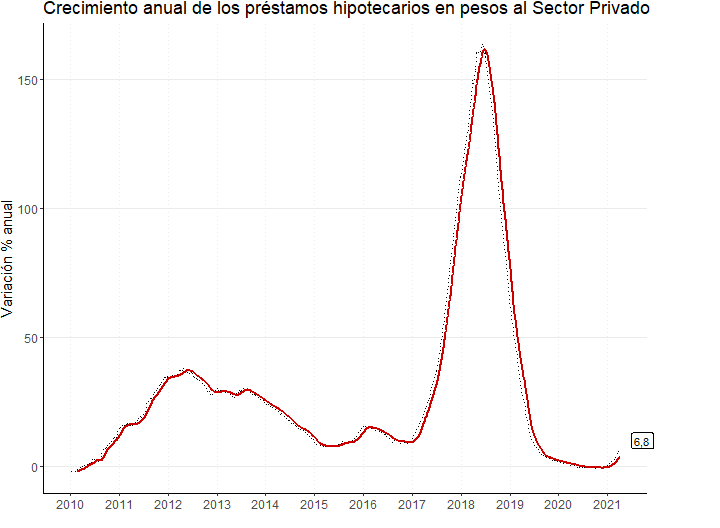 Crecimiento anual de los préstamos hipotecarios en pesos al Sector Privado
Variación % anual
150
100
50
0
6,8
2010 2011 2012 2013 2014 2015 2016 2017 2018 2019 2020 2021